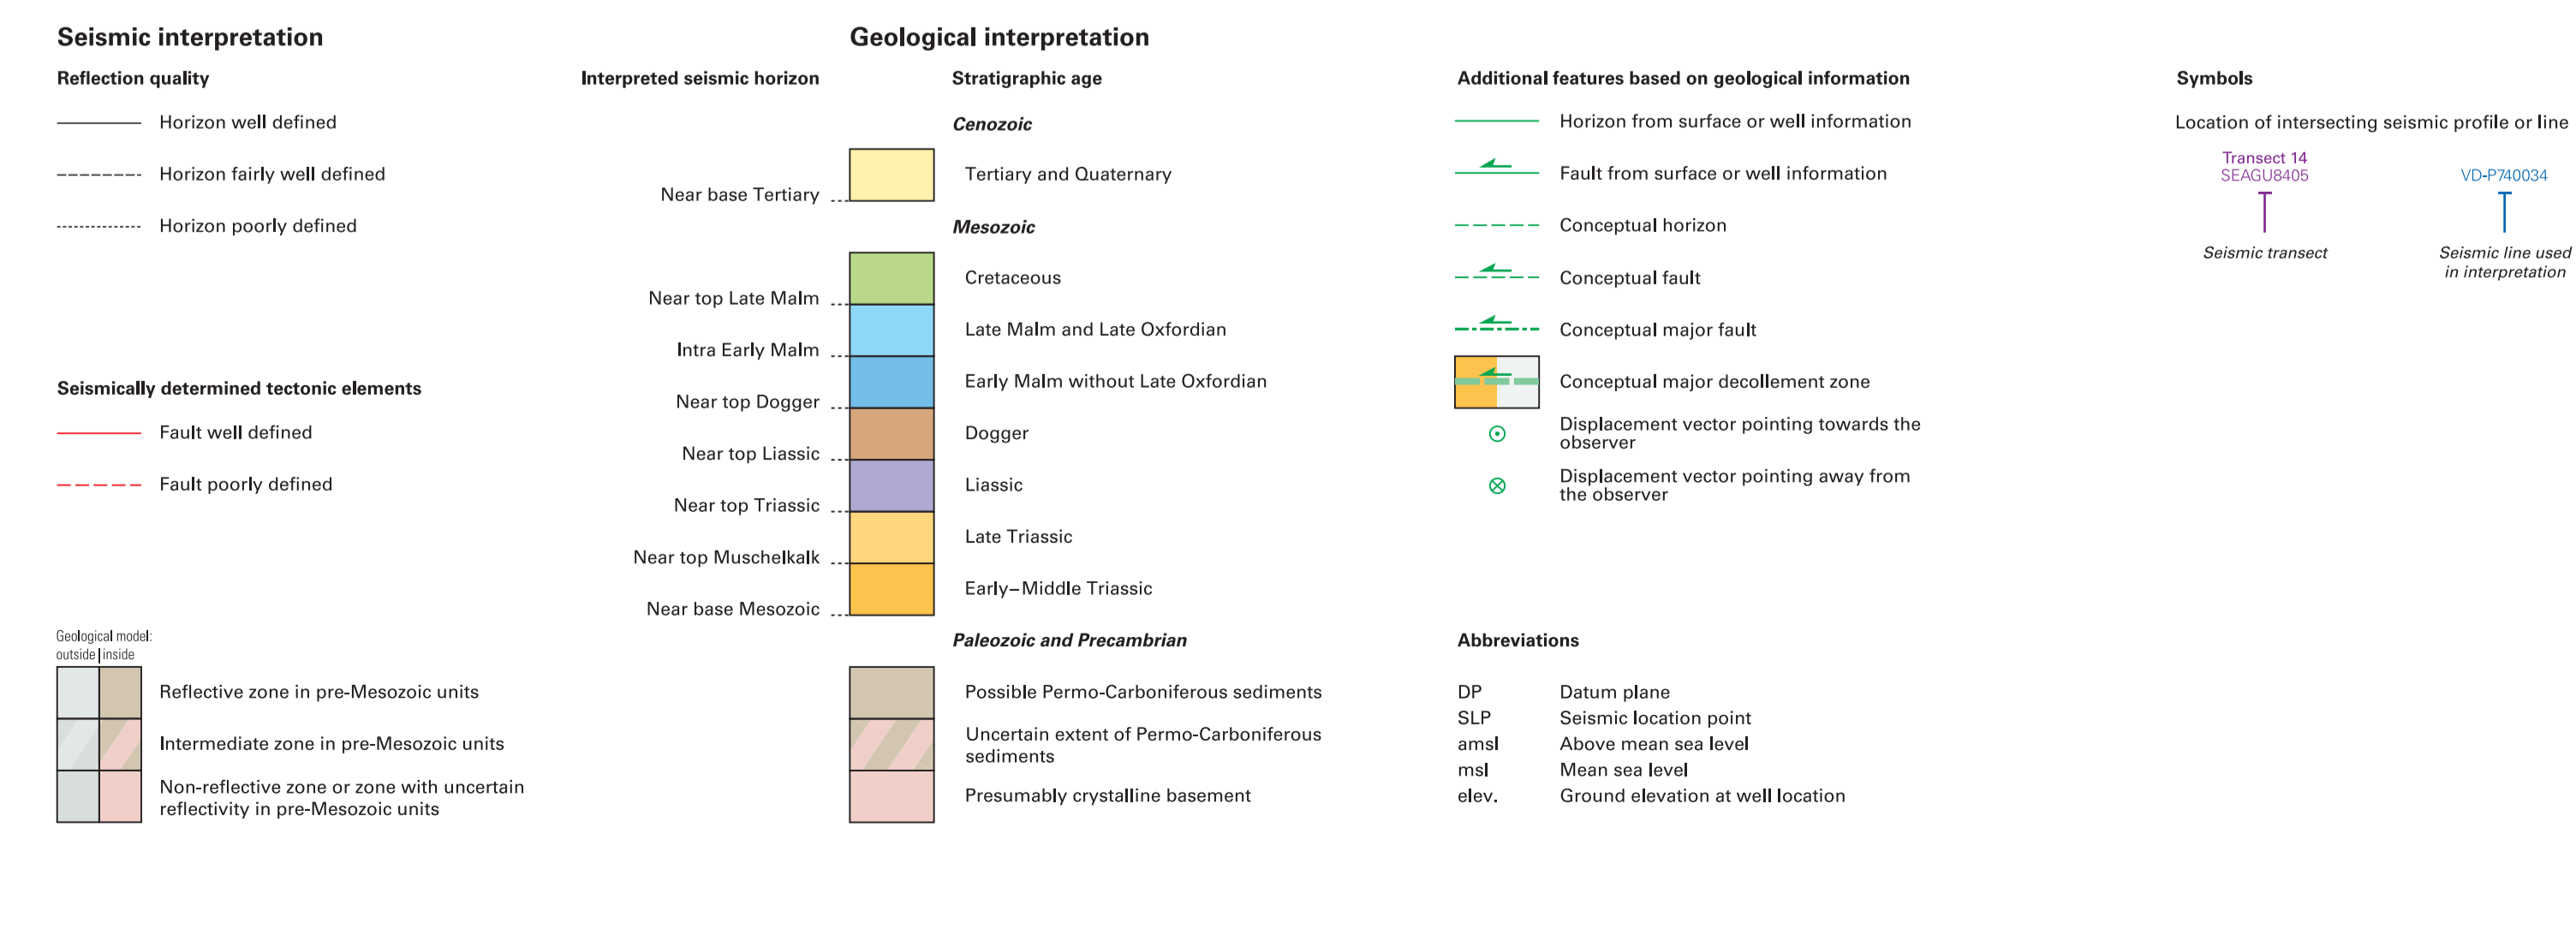 Seismic interpretation
Reflection quality
Horizon well defined
Horizon fairly well defined
Horizon poorly defined
Seismically determined tectonic elements
Fault well defined
Fault poorly defined
Geological model:
outside inside
Reflective zone in pre-Mesozoic units
Intermediate zone in pre-Mesozoic units
Non-reflective zone or zone with uncertain
reflectivity in pre-Mesozoic units
Geological interpretation
Interpreted seismic horizon
Near base Tertiary
Near top Late Malm
Intra Early Malm
Near top Dogger
Near top Liassic
Near top Triassic
Near top Muschelkalk
Near base Mesozoic
Stratigraphic age
Cenozoic
Tertiary and Quaternary
Mesozoic
Cretaceous
Late Malm and Late Oxfordian
Early Malm without Late Oxfordian
Dogger
Liassic
Late Triassic
Early–Middle Triassic
Paleozoic and Precambrian
Possible Permo-Carboniferous sediments
Uncertain extent of Permo-Carboniferous
sediments
Presumably crystalline basement
Additional features based on geological information
Horizon from surface or well information
Fault from surface or well information
Conceptual horizon
Conceptual fault
Conceptual major fault
Conceptual major decollement zone
Displacement vector pointing towards the
observer
Displacement vector pointing away from
the observer
Abbreviations
DP Datum plane
SLP Seismic location point
amsl Above mean sea level
msl Mean sea level
elev. Ground elevation at well location
Symbols
Location of intersecting seismic profile or line
Transect 14
SEAGU8405
Seismic transect
VD-P740034
Seismic line used
in interpretation